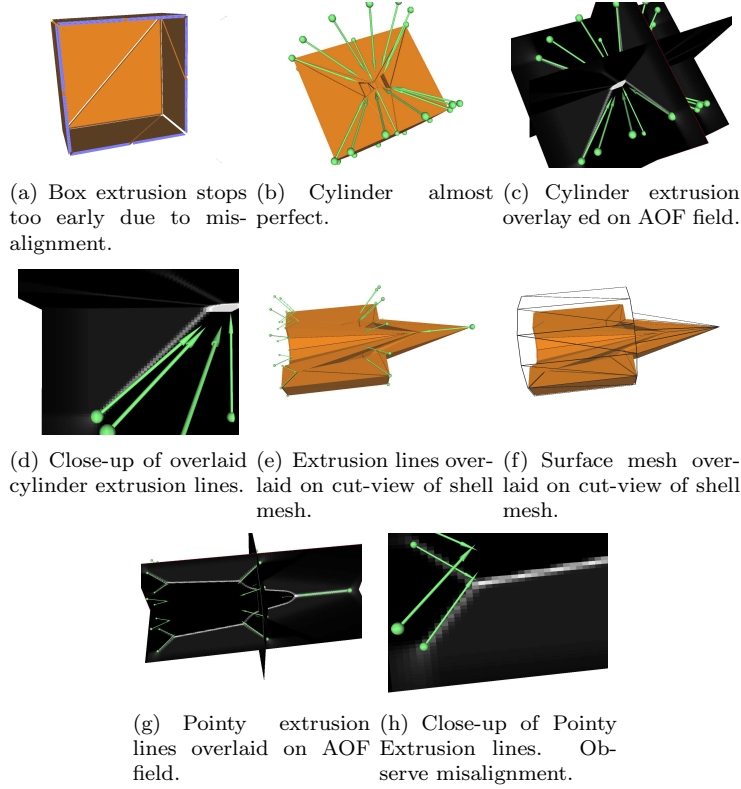 (a) Box extrusion stops
too early due to mis-
alignment.
(b) Cylinder almost
perfect.
(c) Cylinder extrusion
overlay ed on AOF field.
(d) Close-up of overlaid
cylinder extrusion lines.
(e) Extrusion lines over-
laid on cut-view of shell
mesh.
(f) Surface mesh over-
laid on cut-view of shell
mesh.
(g) Pointy extrusion
lines overlaid on AOF
field.
(h) Close-up of Pointy
Extrusion lines. Ob-
serve misalignment.